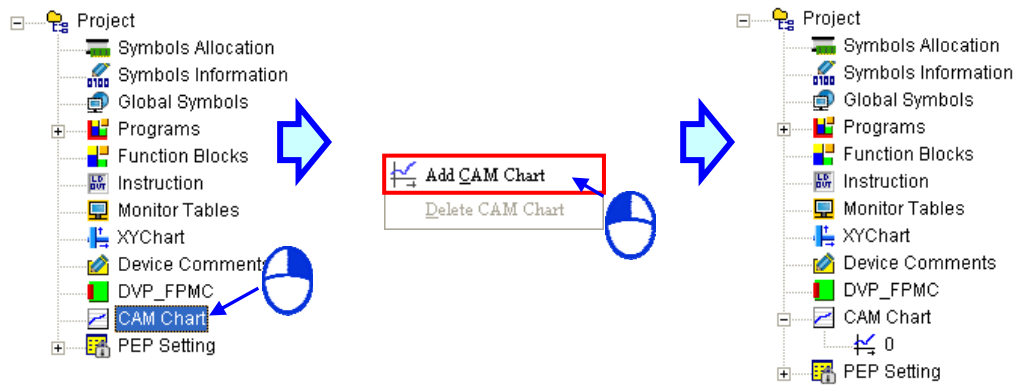 Project
Symbols Allocation
Symbols Information
Global Symbols
Programs
Function Blocks
Instruction
Monitor Tables
XYChart
Device Comments
DVP_FPMC
CAM Chart
PEP Setting
Add CAM Chart
Delete CAM Chart
Project
Symbols Allocation
Symbols Information
Global Symbols
Programs
Function Blocks
Instruction
Monitor Tables
XYChart
Device Comments
DVP_FPMC
CAM Chart
0
PEP Setting